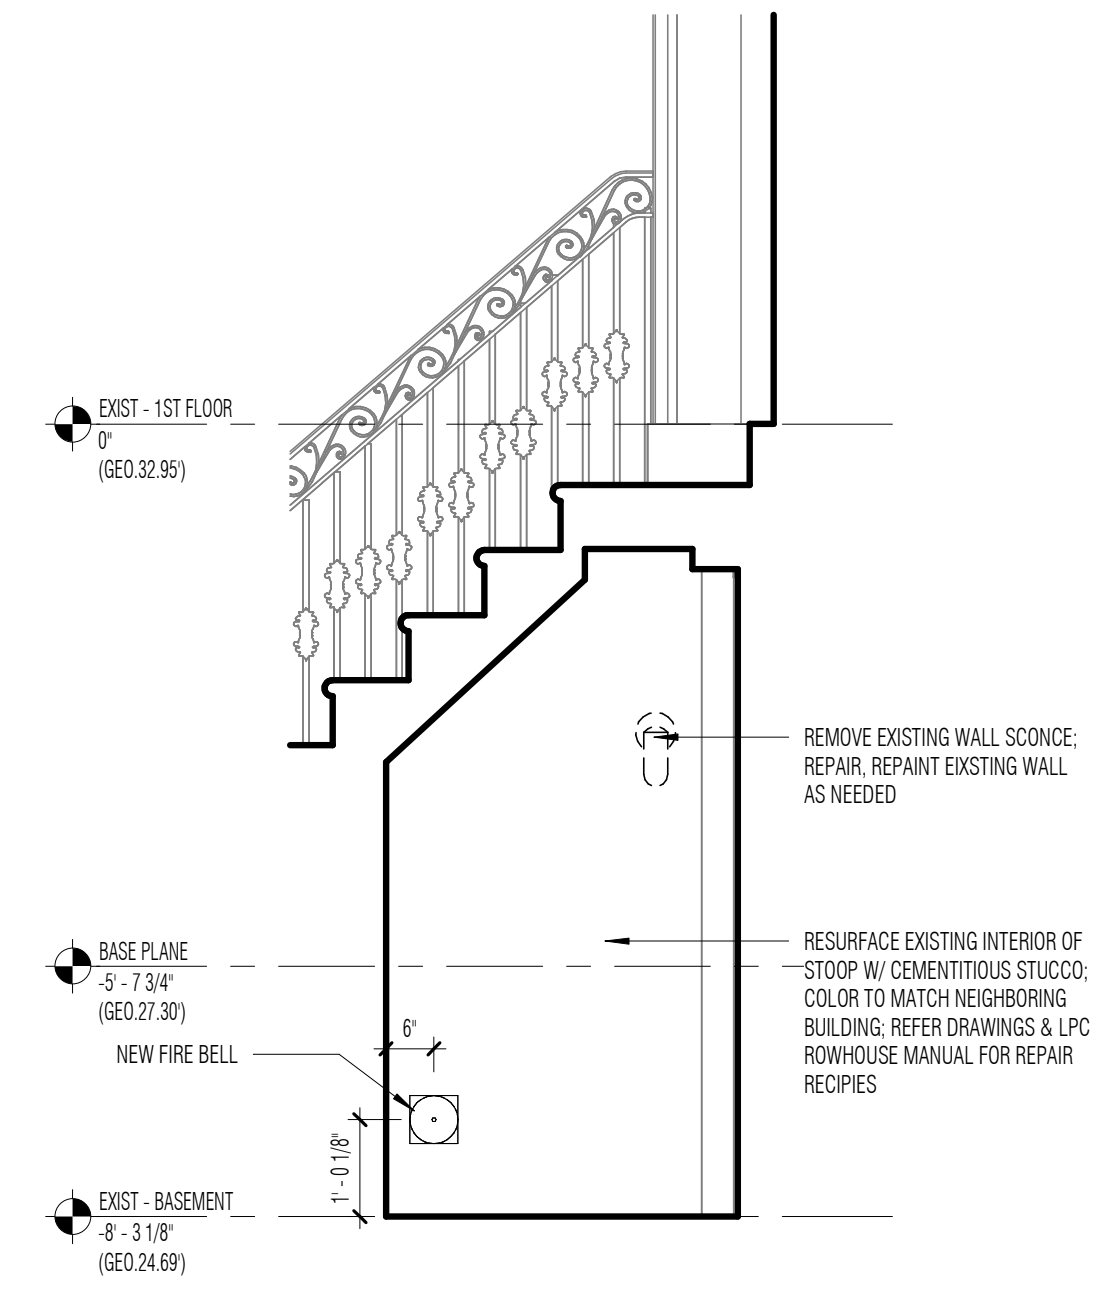 EXIST - 1ST FLOOR
0"
(GEO.32.95')
REMOVE EXISTING WALL SCONCE;
REPAIR, REPAINT EIXSTING WALL
AS NEEDED
BASE PLANE
-5' - 7 3/4"
(GEO.27.30')
RESURFACE EXISTING INTERIOR OF
STOOP W/ CEMENTITIOUS STUCCO;
COLOR TO MATCH NEIGHBORING
BUILDING; REFER DRAWINGS & LPC
ROWHOUSE MANUAL FOR REPAIR
RECIPIES
6"
NEW FIRE BELL
1' - 0 1/8"
EXIST - BASEMENT
-8' - 3 1/8"
(GEO.24.69')